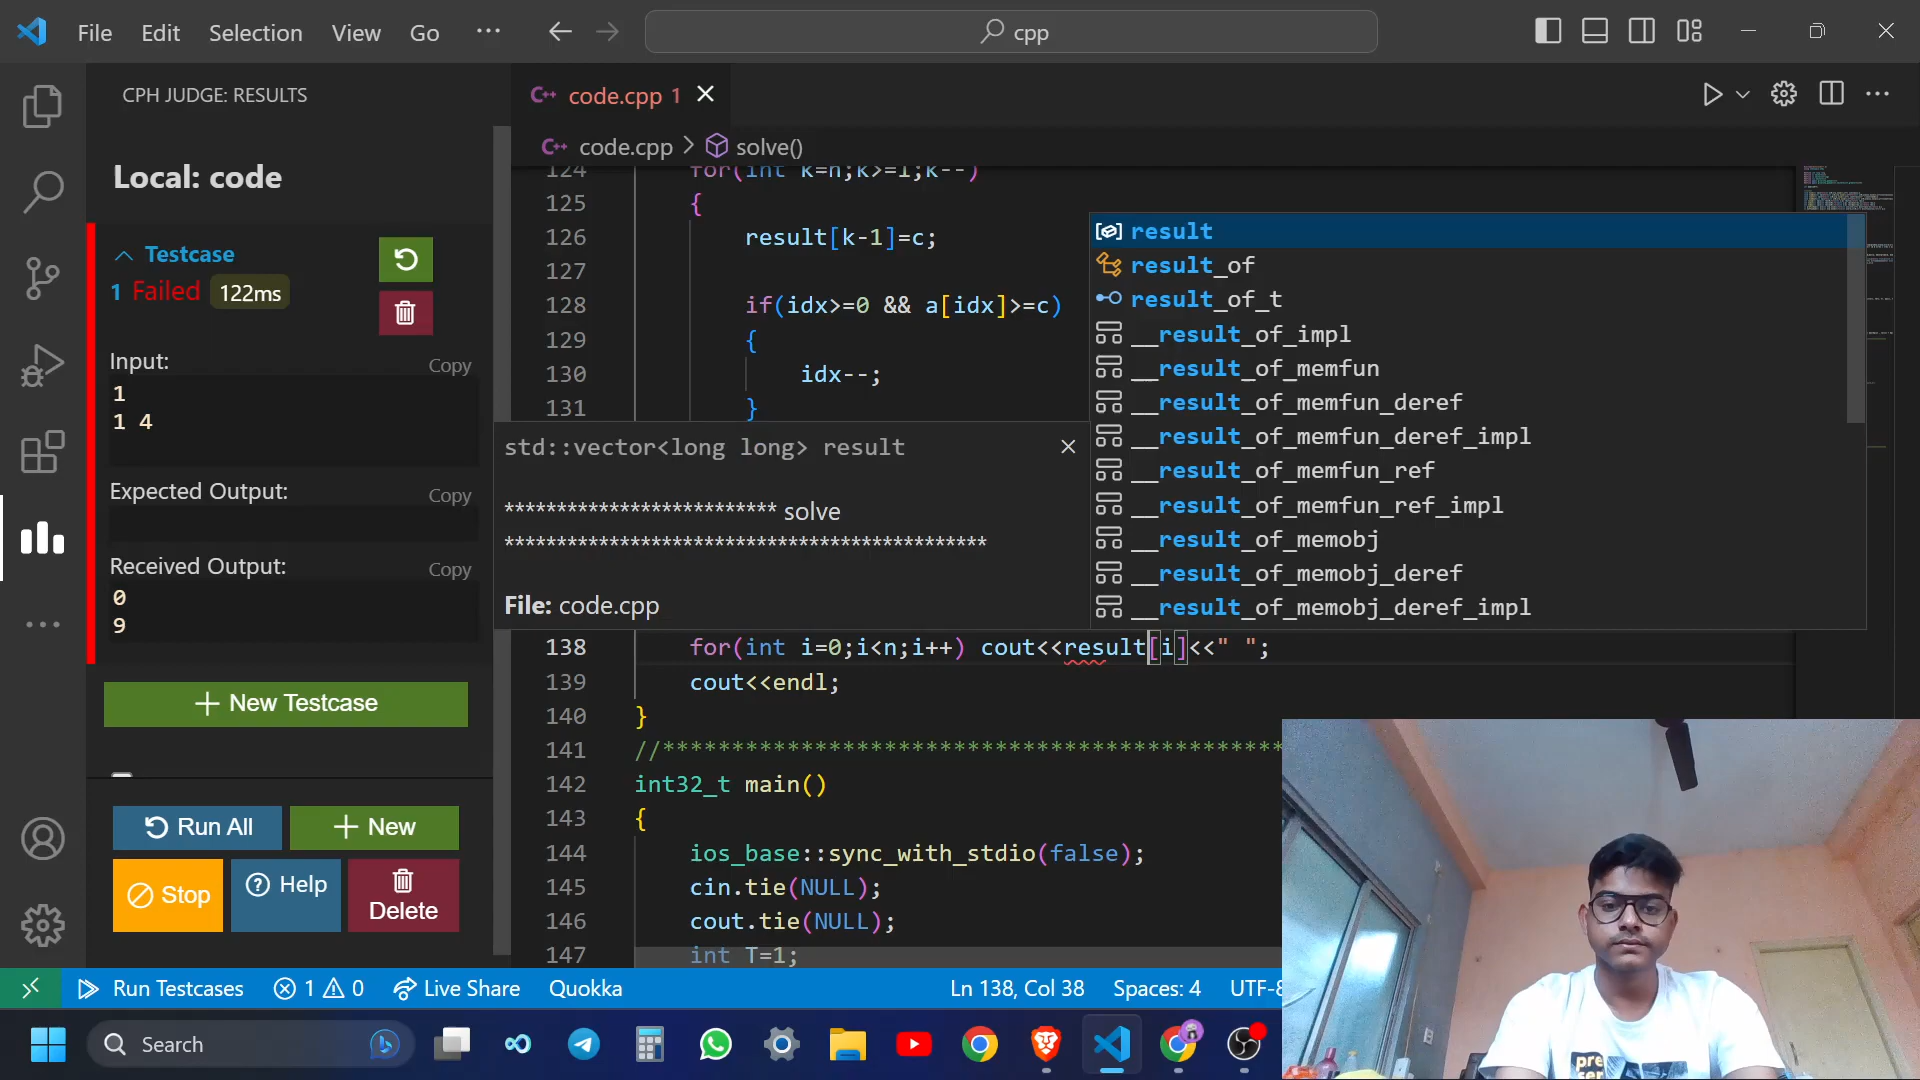 File Edit Selection View Go
cpp
CPH JUDGE: RESULTS
Local: code
Testcase
1 Failed 122ms
Input:
Copy
1
1 4
Expected Output:
Copy
Received Output:
Copy
0
9
New Testcase
Run All
New
Stop
Help
Delete
code.cpp 1
code.cpp > solve()
124 for(int k=n;k>=1;k--)
125 {
126 result[k-1]=c;
127
128 if(idx>=0 && a[idx]>=c)
129 {
130 idx--;
131 }
result
result_of
result_of_t
__result_of_impl
__result_of_memfun
__result_of_memfun_deref
__result_of_memfun_deref_impl
__result_of_memfun_ref
__result_of_memfun_ref_impl
__result_of_memobj
__result_of_memobj_deref
__result_of_memobj_deref_impl
std::vector<long long> result
************************** solve
**********************************************
File: code.cpp
138 for(int i=0;i<n;i++) cout<<result[i]<<" ";
139 cout<<endl;
140 }
141 //*********************************************
142 int32_t main()
143 {
144 ios_base::sync_with_stdio(false);
145 cin.tie(NULL);
146 cout.tie(NULL);
147 int T=1;
Run Testcases 1 0 Live Share Quokka Ln 138, Col 38 Spaces: 4 UTF-8
Search